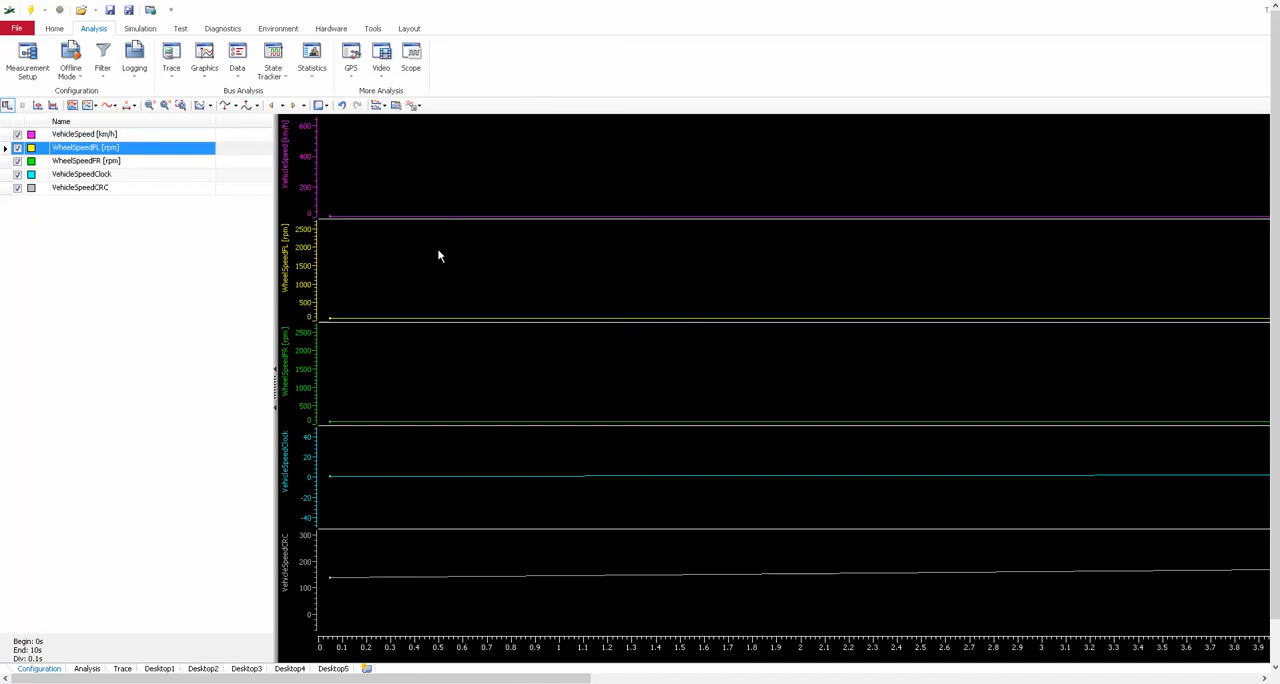 T
File Home Analysis Simulation Test Diagnostics Environment Hardware Tools Layout
Measurement Setup
Offline Mode
Filter
Logging
Trace
Graphics
Data
State Tracker
Statistics
GPS
Video
Scope
Configuration
Bus Analysis
More Analysis
Name
VehicleSpeed [km/h]
WheelSpeedFL [rpm]
WheelSpeedFR [rpm]
VehicleSpeedClock
VehicleSpeedCRC
VehicleSpeed [km/h]
600
400
200
0
WheelSpeedFL [rpm]
2500
2000
1500
1000
500
0
WheelSpeedFR [rpm]
2500
2000
1500
1000
500
0
VehicleSpeedClock
40
20
0
-20
-40
VehicleSpeedCRC
300
200
100
0
0 0.1 0.2 0.3 0.4 0.5 0.6 0.7 0.8 0.9 1 1.1 1.2 1.3 1.4 1.5 1.6 1.7 1.8 1.9 2 2.1 2.2 2.3 2.4 2.5 2.6 2.7 2.8 2.9 3 3.1 3.2 3.3 3.4 3.5 3.6 3.7 3.8 3.9
Begin: 0s
End: 10s
Div: 0.1s
Configuration Analysis Trace Desktop1 Desktop2 Desktop3 Desktop4 Desktop5